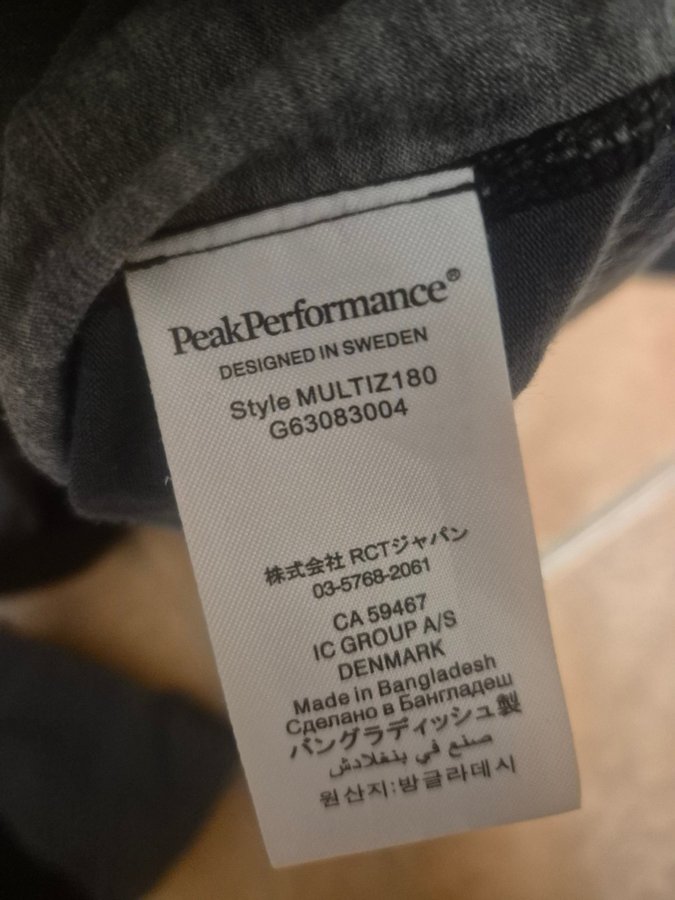 PeakPerformance®
DESIGNED IN SWEDEN
Style MULTIZ180
G63083004
株式会社 RCTジャパン
03-5768-2061
CA 59467
IC GROUP A/S
DENMARK
Made in Bangladesh
Сделано в Бангладеш
バングラディッシュ製
صنع في بنغلادش
원산지:방글라데시